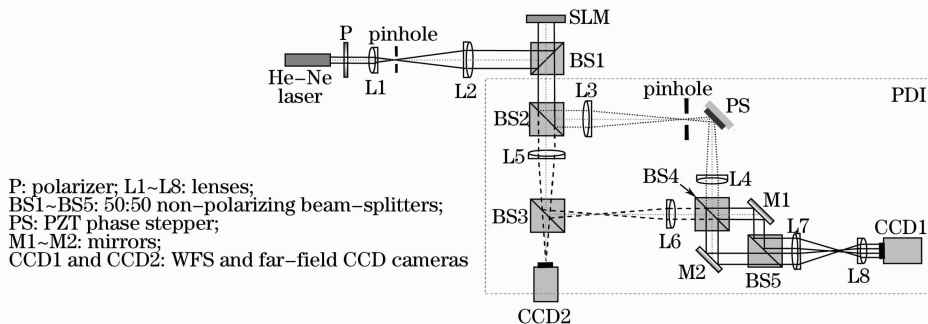 SLM
P
pinhole
BS1
He-Ne
laser
L1
L2
L3
pinhole
PS
PDI
BS2
L5
BS4
L4
M1
BS3
L6
L7
CCD1
M2
BS5
L8
CCD2
P: polarizer; L1~L8: lenses;
BS1~BS5: 50:50 non-polarizing beam-splitters;
PS: PZT phase stepper;
M1~M2: mirrors;
CCD1 and CCD2: WFS and far-field CCD cameras